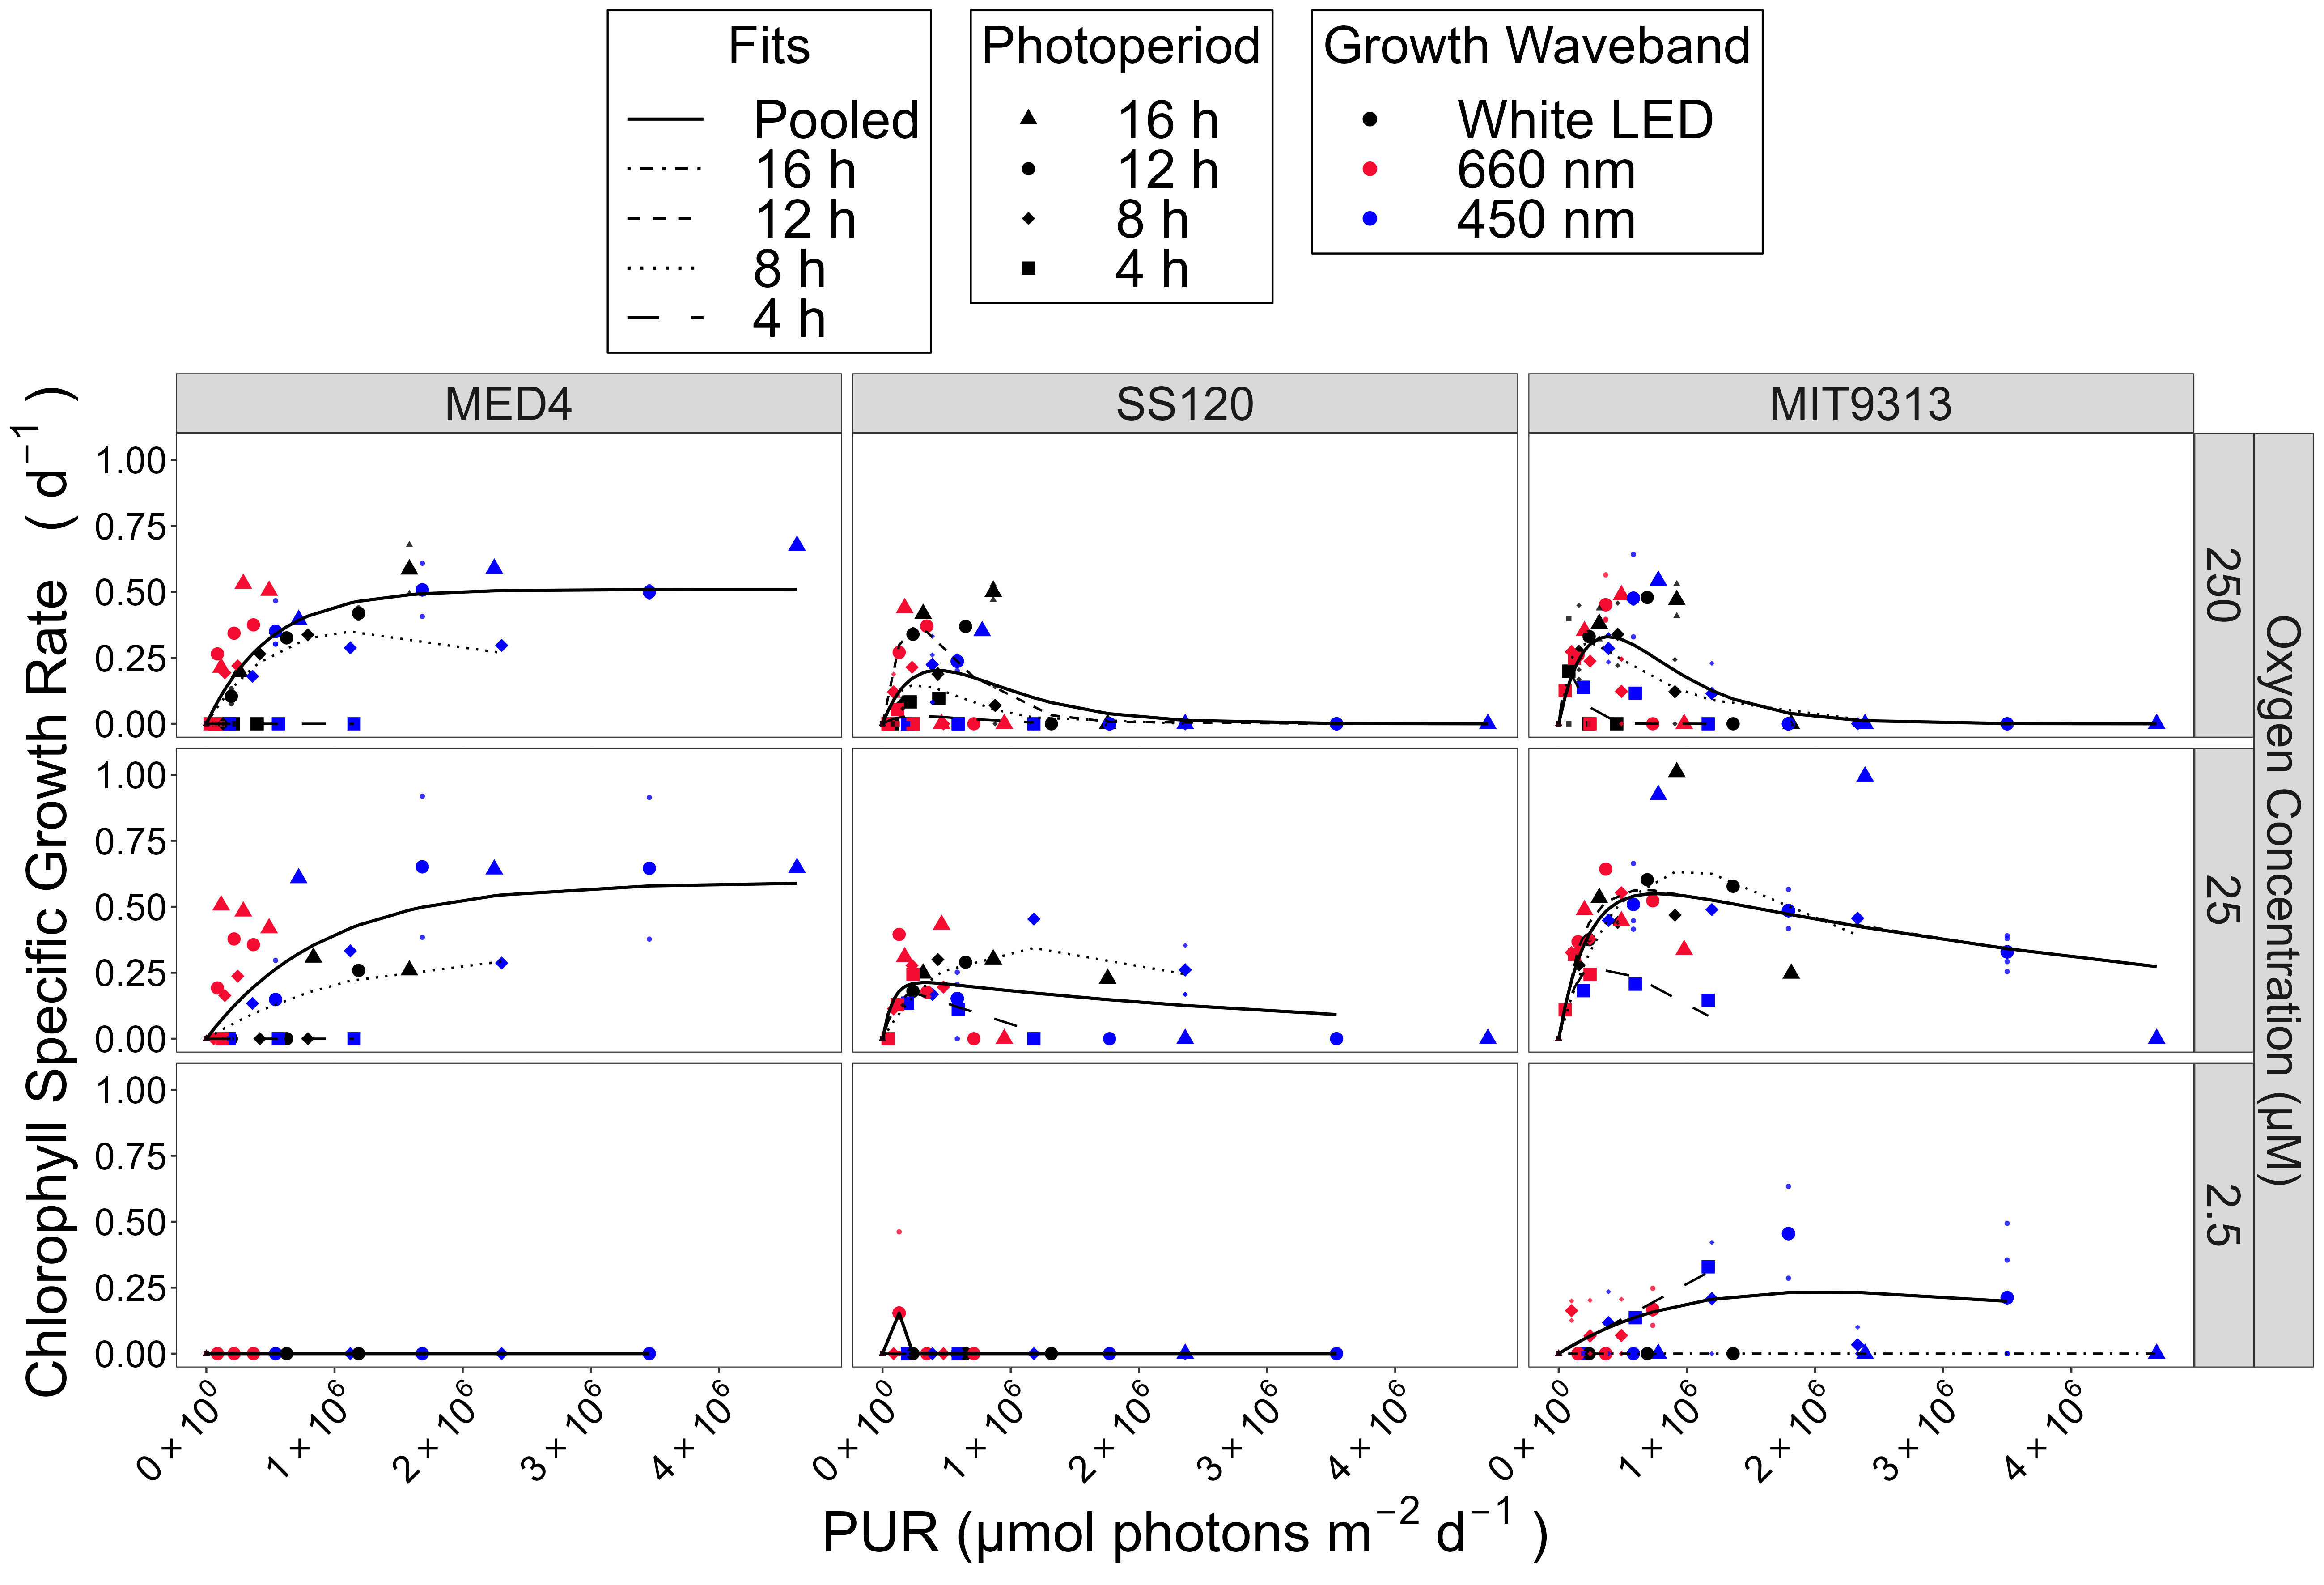 Fits
Pooled
16 h
12 h
8 h
4 h
Photoperiod
16 h
12 h
8 h
4 h
Growth Waveband
White LED
660 nm
450 nm
MED4
SS120
MIT9313
Chlorophyll Specific Growth Rate ( d⁻¹ )
1.00
0.75
0.50
0.25
0.00
250
1.00
0.75
0.50
0.25
0.00
25
1.00
0.75
0.50
0.25
0.00
2.5
Oxygen Concentration (µM)
0 + 10⁰
1 + 10⁶
2 + 10⁶
3 + 10⁶
4 + 10⁶
0 + 10⁰
1 + 10⁶
2 + 10⁶
3 + 10⁶
4 + 10⁶
0 + 10⁰
1 + 10⁶
2 + 10⁶
3 + 10⁶
4 + 10⁶
PUR (µmol photons m⁻² d⁻¹ )